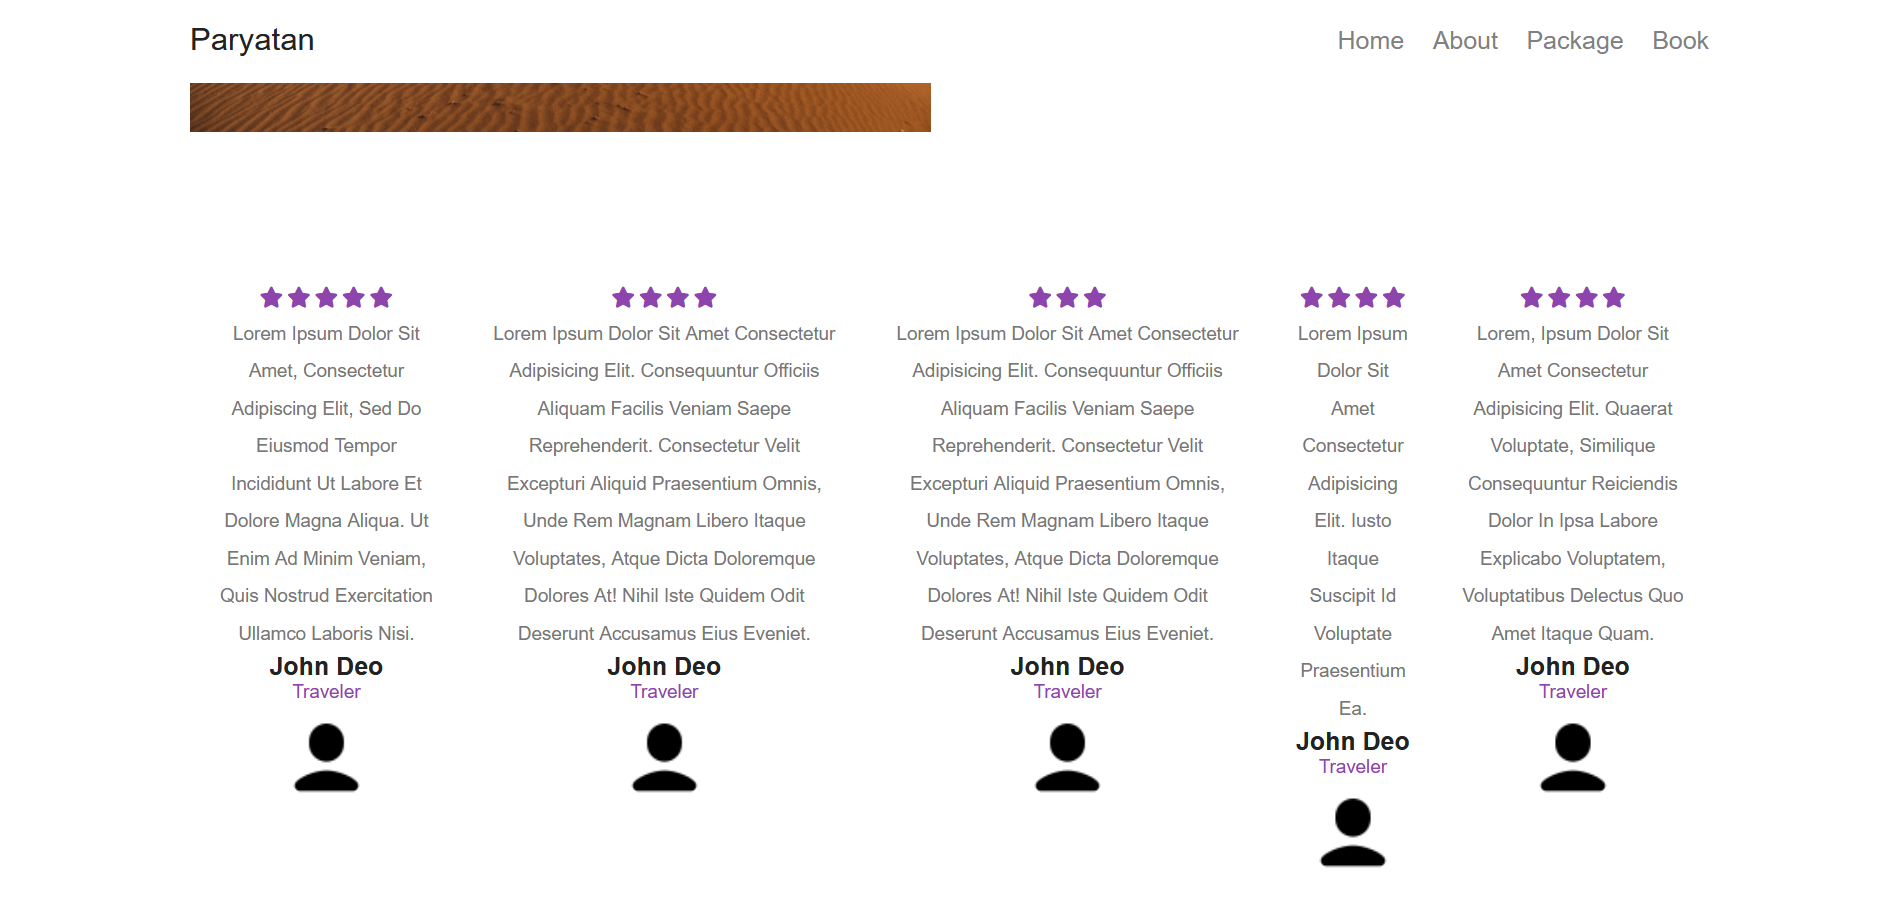 Paryatan
Home About Package Book
Lorem Ipsum Dolor Sit
Amet, Consectetur
Adipiscing Elit, Sed Do
Eiusmod Tempor
Incididunt Ut Labore Et
Dolore Magna Aliqua. Ut
Enim Ad Minim Veniam,
Quis Nostrud Exercitation
Ullamco Laboris Nisi.
John Deo
Traveler
Lorem Ipsum Dolor Sit Amet Consectetur
Adipisicing Elit. Consequuntur Officiis
Aliquam Facilis Veniam Saepe
Reprehenderit. Consectetur Velit
Excepturi Aliquid Praesentium Omnis,
Unde Rem Magnam Libero Itaque
Voluptates, Atque Dicta Doloremque
Dolores At! Nihil Iste Quidem Odit
Deserunt Accusamus Eius Eveniet.
John Deo
Traveler
Lorem Ipsum Dolor Sit Amet Consectetur
Adipisicing Elit. Consequuntur Officiis
Aliquam Facilis Veniam Saepe
Reprehenderit. Consectetur Velit
Excepturi Aliquid Praesentium Omnis,
Unde Rem Magnam Libero Itaque
Voluptates, Atque Dicta Doloremque
Dolores At! Nihil Iste Quidem Odit
Deserunt Accusamus Eius Eveniet.
John Deo
Traveler
Lorem Ipsum
Dolor Sit
Amet
Consectetur
Adipisicing
Elit. Iusto
Itaque
Suscipit Id
Voluptate
Praesentium
Ea.
John Deo
Traveler
Lorem, Ipsum Dolor Sit
Amet Consectetur
Adipisicing Elit. Quaerat
Voluptate, Similique
Consequuntur Reiciendis
Dolor In Ipsa Labore
Explicabo Voluptatem,
Voluptatibus Delectus Quo
Amet Itaque Quam.
John Deo
Traveler